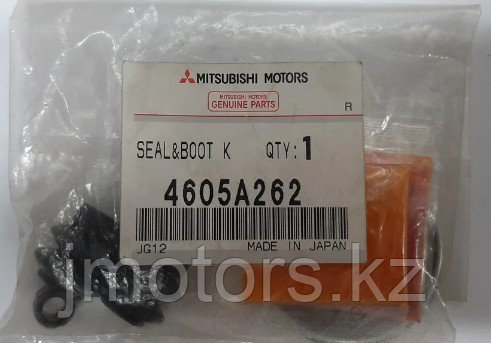 MITSUBISHI MOTORS
MITSUBISHI MOTORS
GENUINE PARTS
R
SEAL&BOOT K QTY: 1
4605A262
JG12 MADE IN JAPAN
jmotors.kz